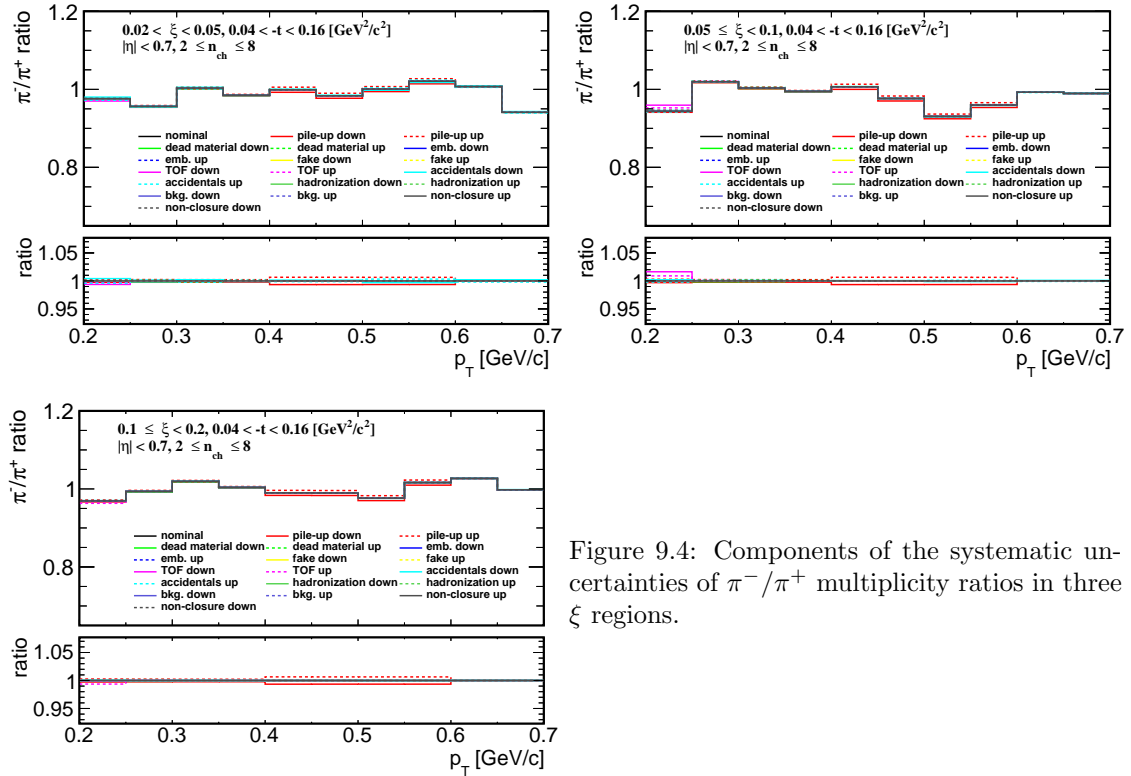 0.02 < ξ < 0.05, 0.04 < -t < 0.16 [GeV²/c²]
|η| < 0.7, 2 ≤ n_ch ≤ 8
π⁻/π⁺ ratio
1.2
1
0.8
nominal pile-up down pile-up up
dead material down dead material up emb. down
emb. up fake down fake up
TOF down TOF up accidentals down
accidentals up hadronization down hadronization up
bkg. down bkg. up non-closure up
non-closure down
ratio
1.05
1
0.95
0.2 0.3 0.4 0.5 0.6 0.7
p_T [GeV/c]
0.05 ≤ ξ < 0.1, 0.04 < -t < 0.16 [GeV²/c²]
|η| < 0.7, 2 ≤ n_ch ≤ 8
π⁻/π⁺ ratio
1.2
1
0.8
nominal pile-up down pile-up up
dead material down dead material up emb. down
emb. up fake down fake up
TOF down TOF up accidentals down
accidentals up hadronization down hadronization up
bkg. down bkg. up non-closure up
non-closure down
ratio
1.05
1
0.95
0.2 0.3 0.4 0.5 0.6 0.7
p_T [GeV/c]
0.1 ≤ ξ < 0.2, 0.04 < -t < 0.16 [GeV²/c²]
|η| < 0.7, 2 ≤ n_ch ≤ 8
π⁻/π⁺ ratio
1.2
1
0.8
nominal pile-up down pile-up up
dead material down dead material up emb. down
emb. up fake down fake up
TOF down TOF up accidentals down
accidentals up hadronization down hadronization up
bkg. down bkg. up non-closure up
non-closure down
ratio
1.05
1
0.95
0.2 0.3 0.4 0.5 0.6 0.7
p_T [GeV/c]
Figure 9.4: Components of the systematic un-
certainties of π⁻/π⁺ multiplicity ratios in three
ξ regions.